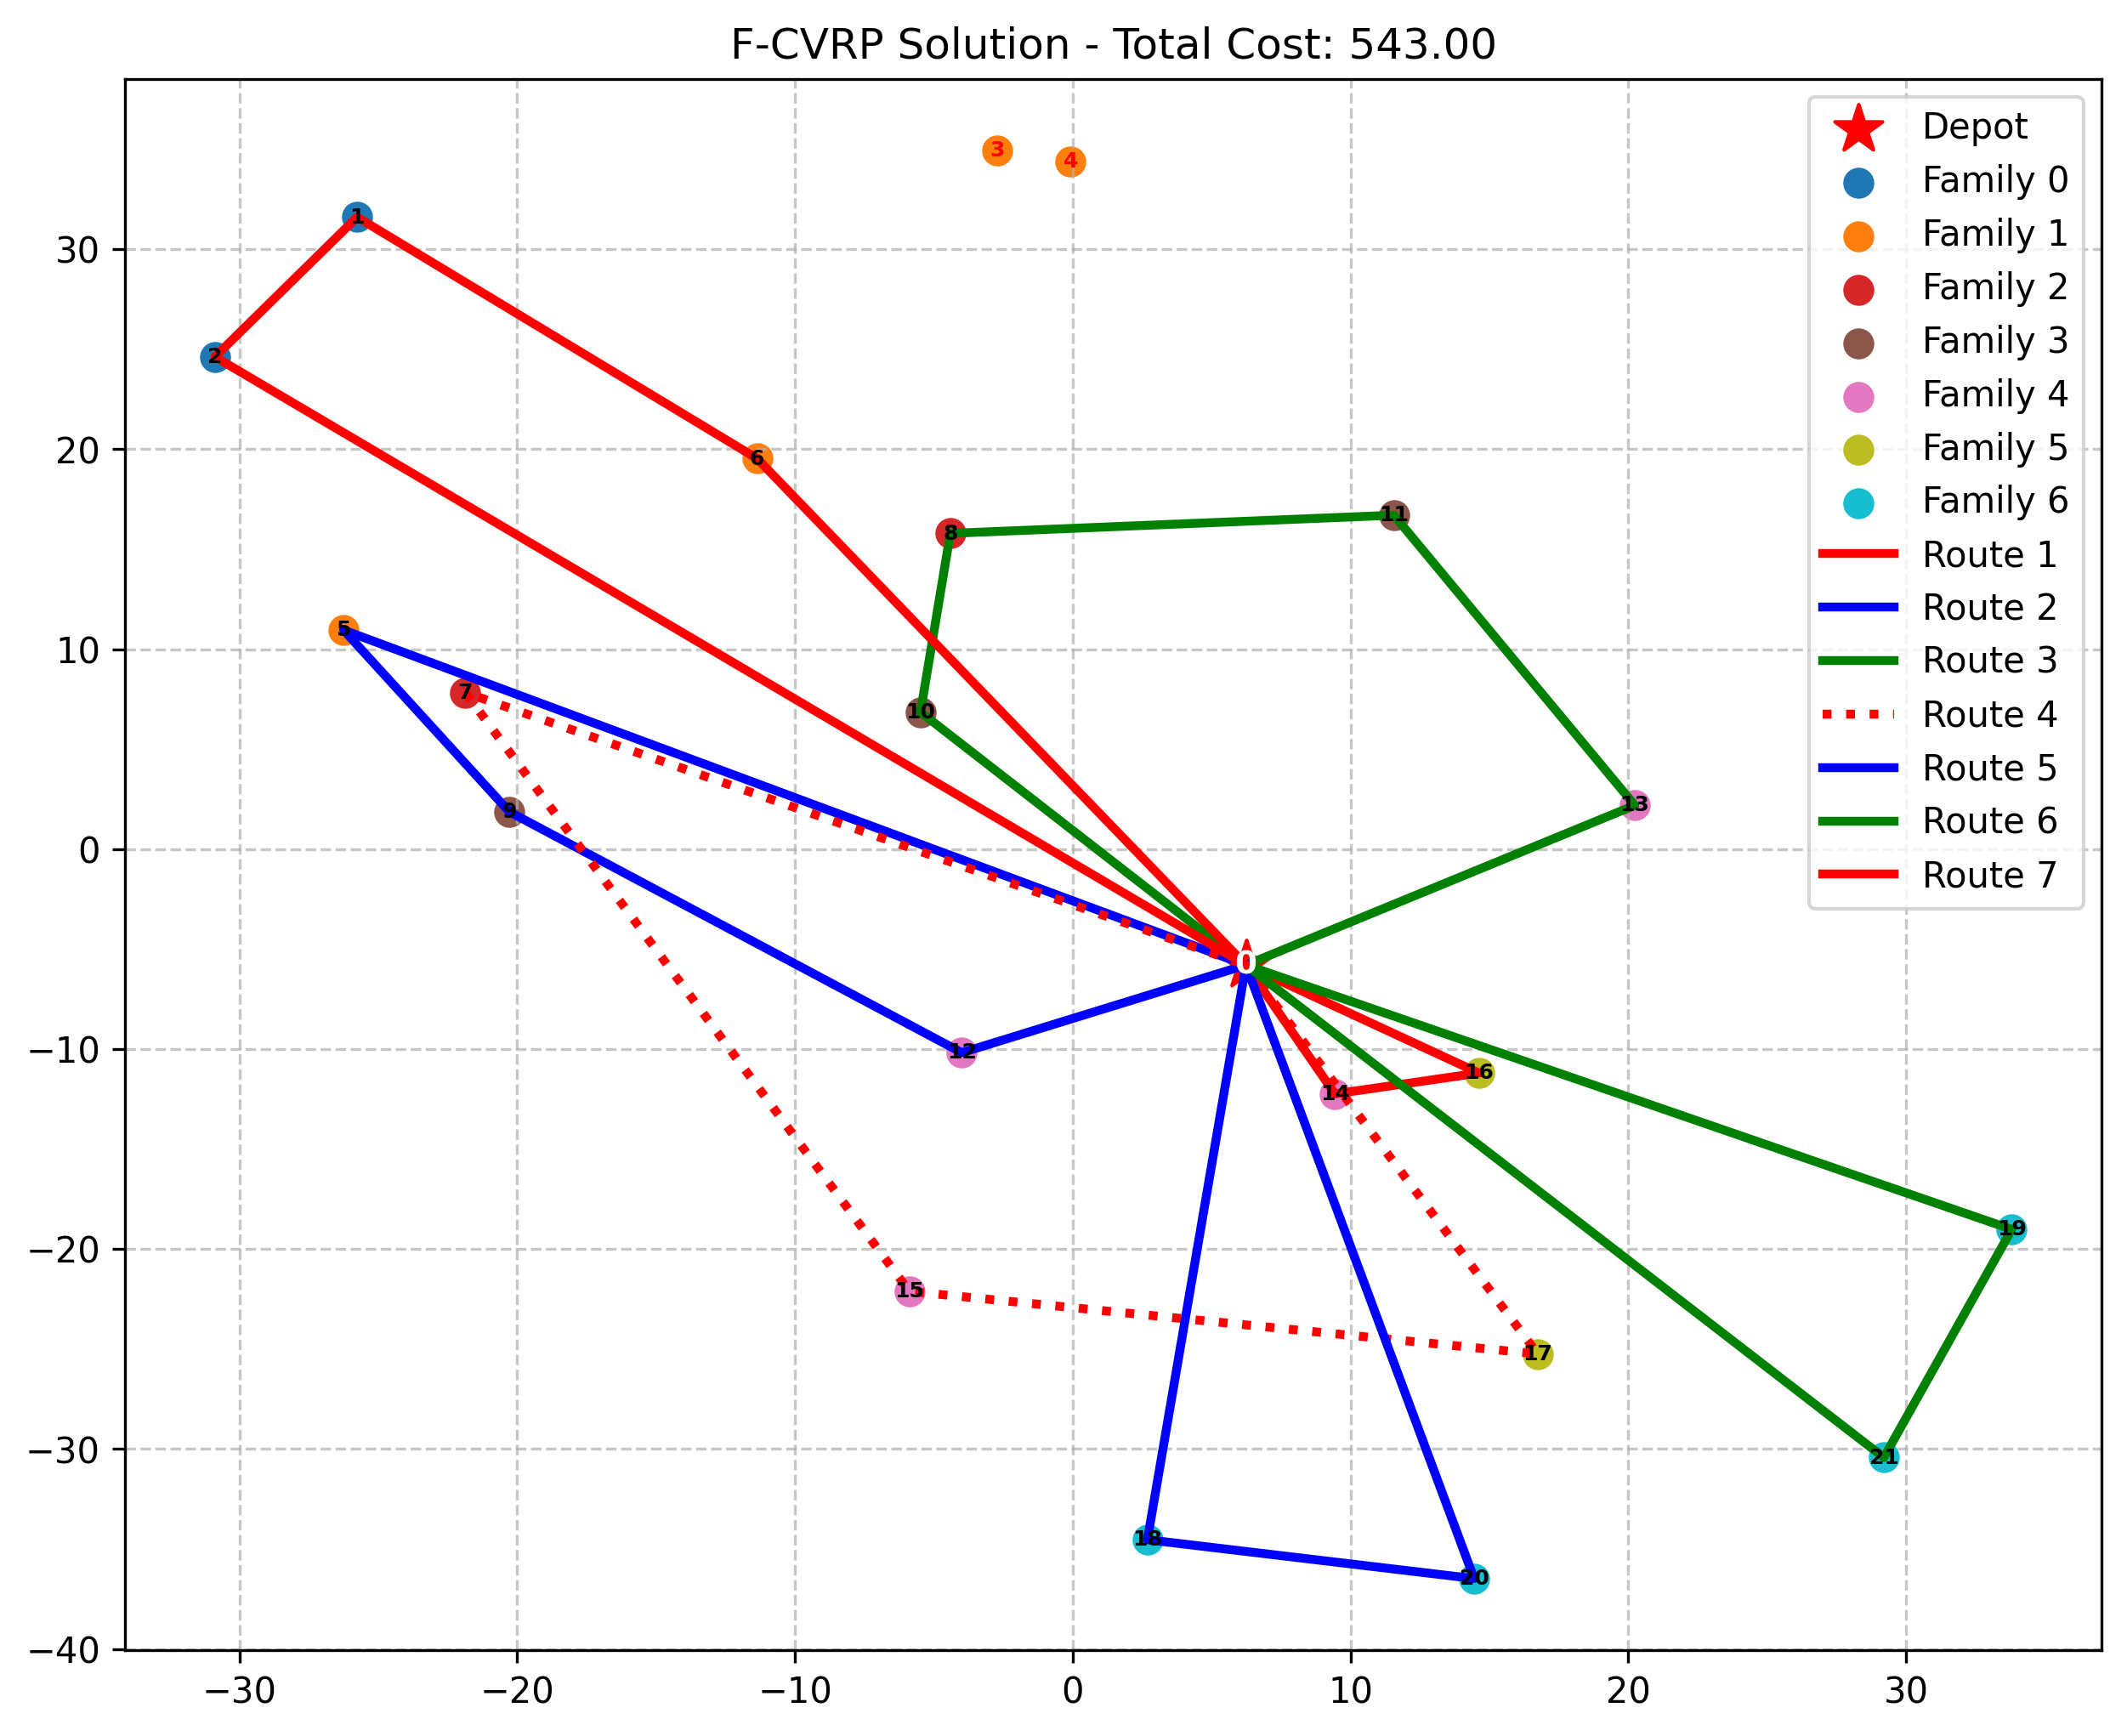 F-CVRP Solution - Total Cost: 543.00
Depot
Family 0
Family 1
Family 2
Family 3
Family 4
Family 5
Family 6
Route 1
Route 2
Route 3
Route 4
Route 5
Route 6
Route 7
3
4
1
2
6
8
11
5
7
10
13
9
0
12
16
14
19
15
17
21
18
20
30
20
10
0
−10
−20
−30
−40
−30
−20
−10
0
10
20
30